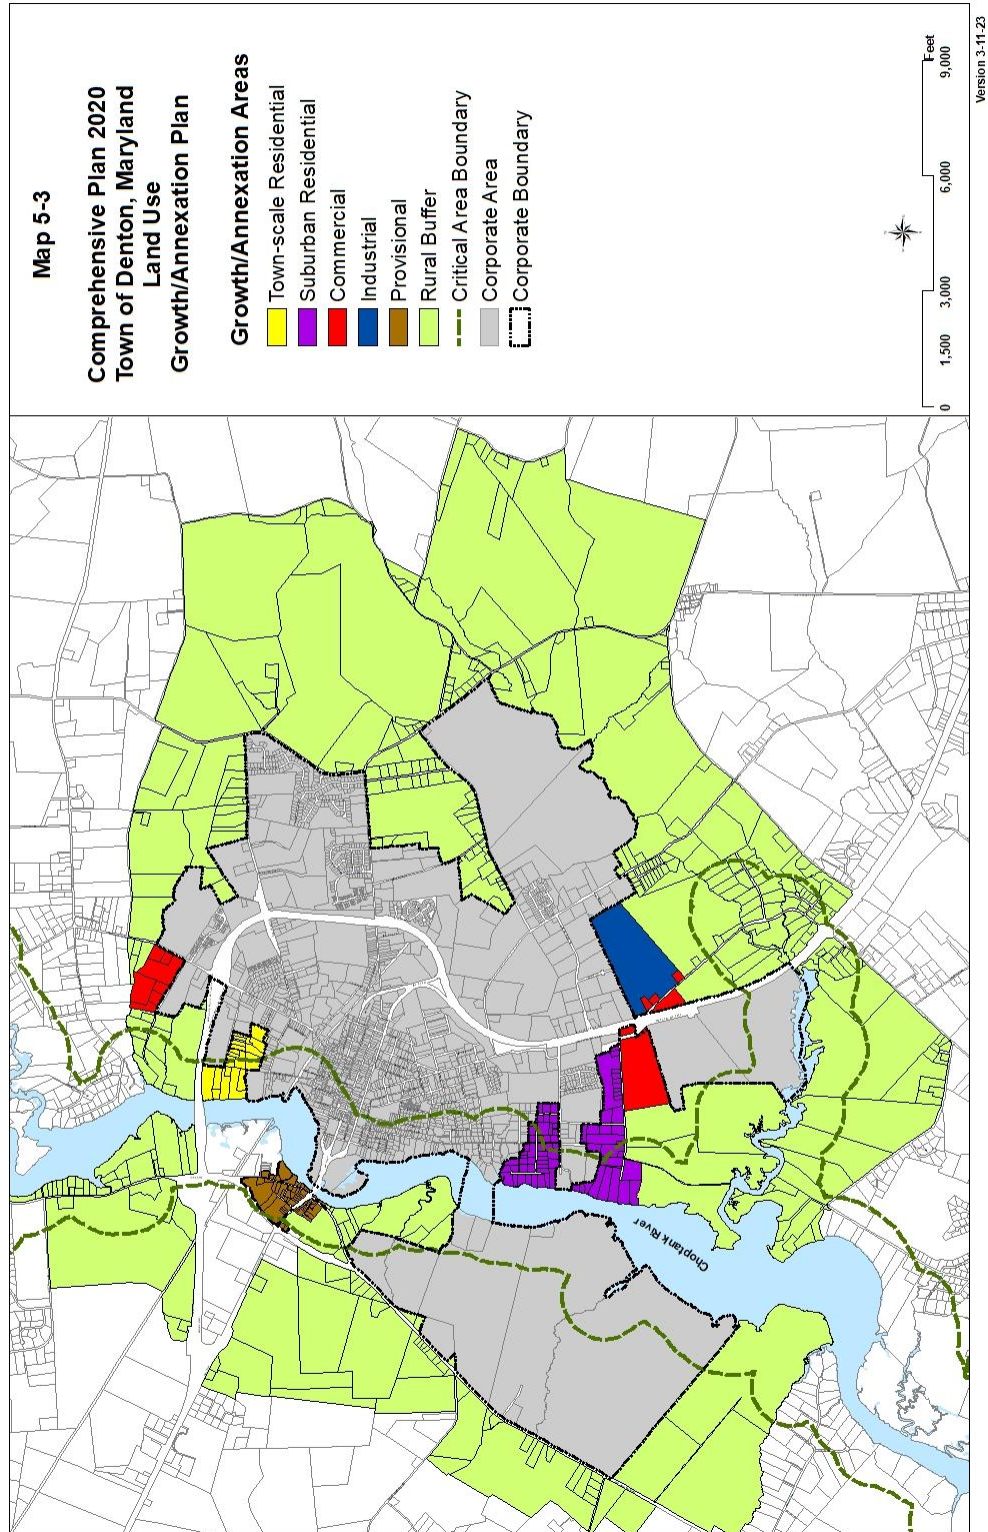 Map 5-3
Comprehensive Plan 2020
Town of Denton, Maryland
Land Use
Growth/Annexation Plan
Growth/Annexation Areas
Town-scale Residential
Suburban Residential
Commercial
Industrial
Provisional
Rural Buffer
Critical Area Boundary
Corporate Area
Corporate Boundary
Feet
0 1,500 3,000 6,000 9,000
Choptank River
Version 3-11-23